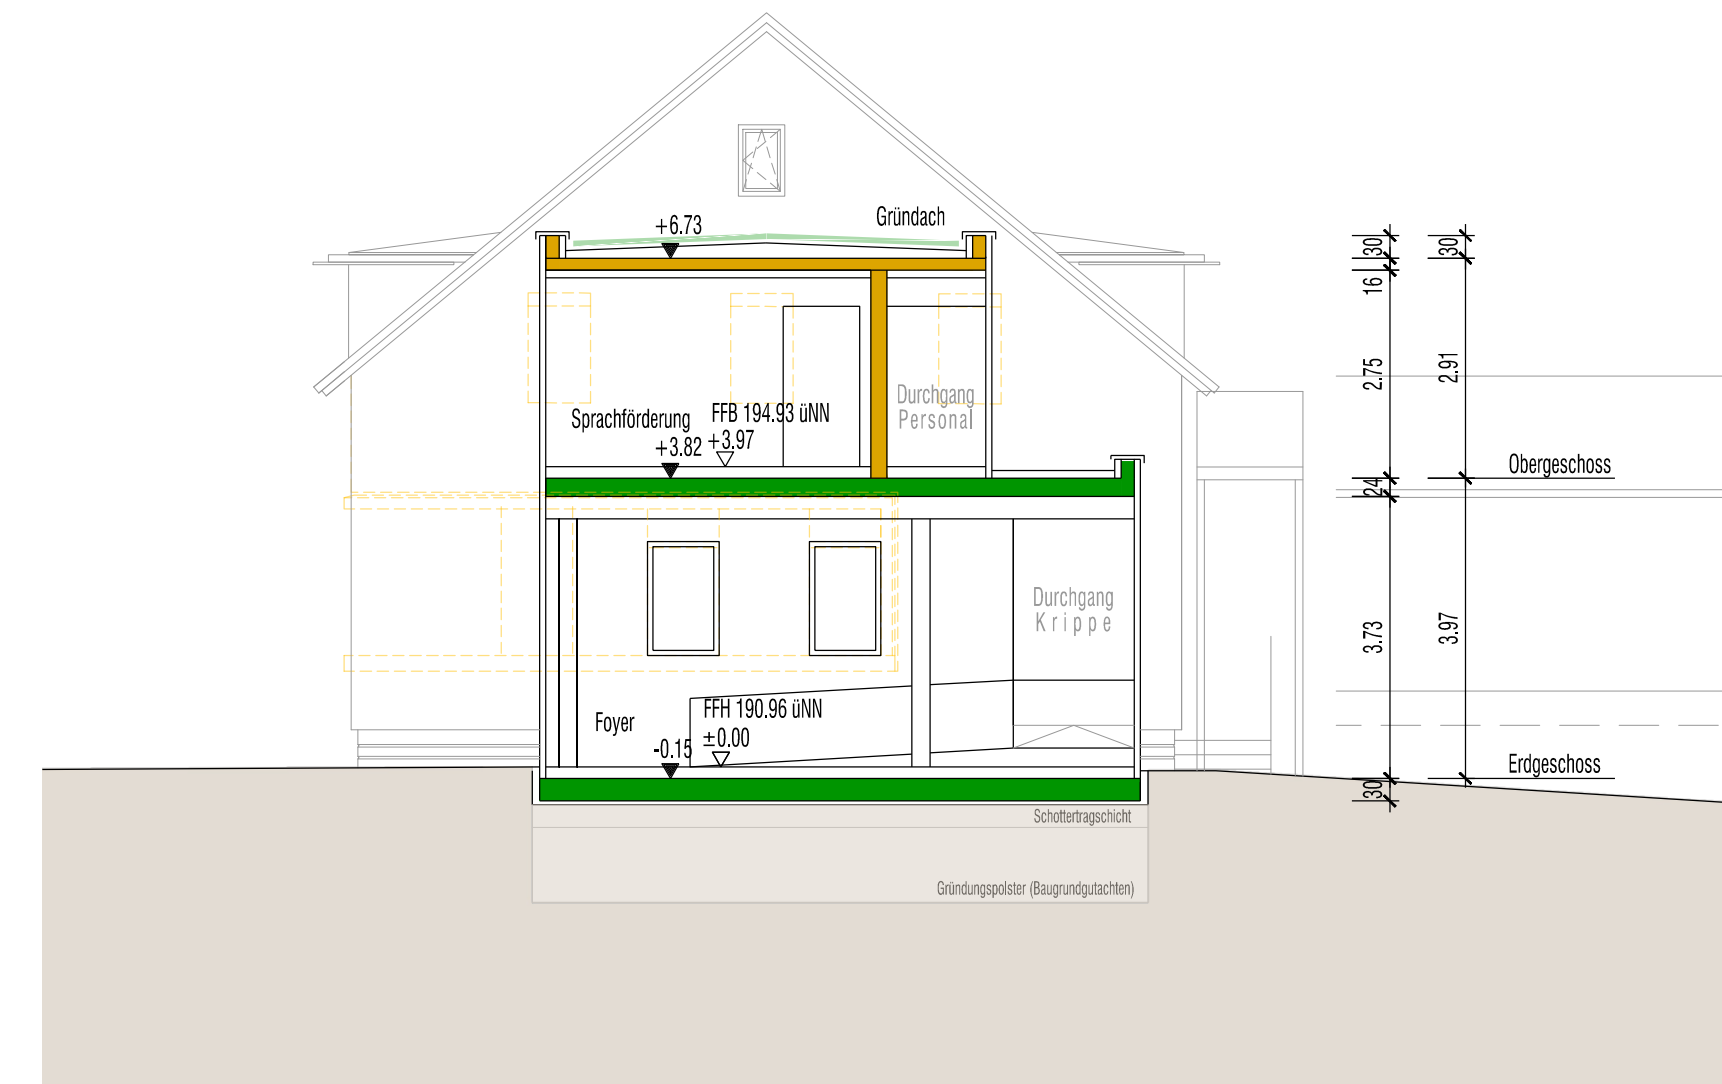 Gründach
+6.73
30
30
16
2.75
2.91
Durchgang
Personal
Sprachförderung
FFB 194.93 üNN
+3.82
+3.97
Obergeschoss
24
Durchgang
Krippe
3.73
3.97
Foyer
FFH 190.96 üNN
-0.15
±0.00
Erdgeschoss
30
Schottertragschicht
Gründungspolster (Baugrundgutachten)